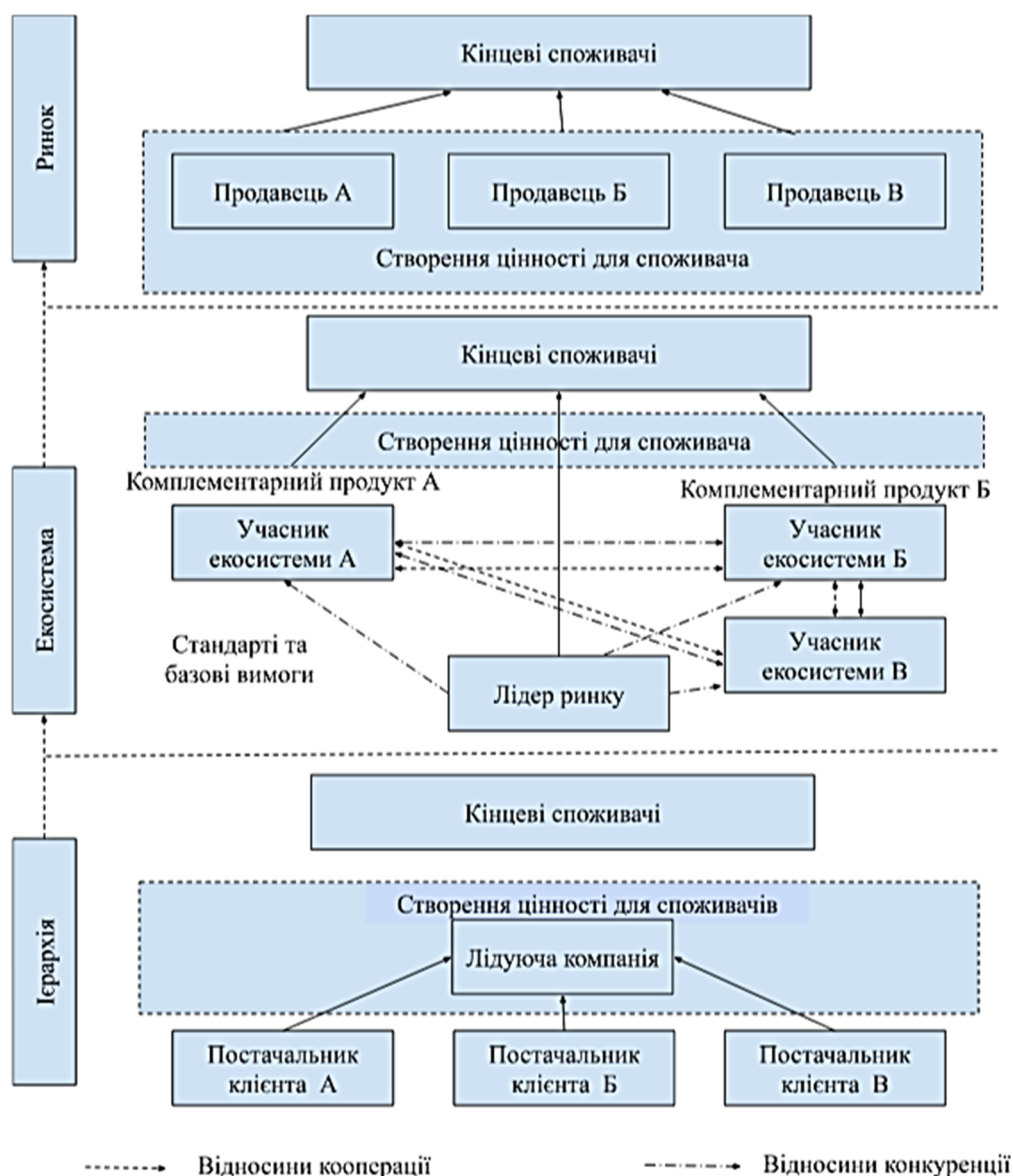 Ринок
Кінцеві споживачі
Продавець А
Продавець Б
Продавець В
Створення цінності для споживача
Екосистема
Кінцеві споживачі
Створення цінності для споживача
Комплементарний продукт А
Комплементарний продукт Б
Учасник
екосистеми А
Учасник
екосистеми Б
Стандарті та
базові вимоги
Учасник
екосистеми В
Лідер ринку
Ієрархія
Кінцеві споживачі
Створення цінності для споживачів
Лідуюча компанія
Постачальник
клієнта А
Постачальник
клієнта Б
Постачальник
клієнта В
Відносини кооперації
Відносини конкуренції